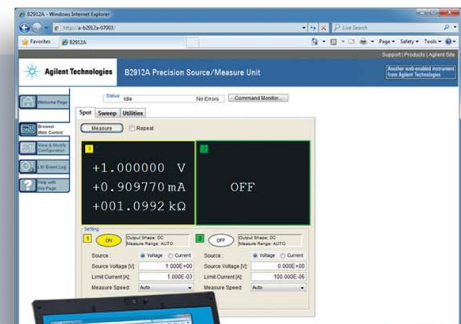 B2912A - Windows Internet Explorer
http://a-b2912a-07003/
Live Search
Favorites B2912A
Page Safety Tools
Support | Products | Agilent Site
Agilent Technologies B2912A Precision Source/Measure Unit
Another web-enabled instrument
from Agilent Technologies
Status
Idle No Errors Command Monitor...
Welcome Page
Spot Sweep Utilities
Browser
Web Control
Measure Repeat
View & Modify
Configuration
1 2
LXI Event Log
+1.000000 V
Help with
this Page
+0.909770 mA OFF
+001.0992 kΩ
Setting
1 ON Output Shape: DC 2 OFF Output Shape: DC
Measure Range: AUTO Measure Range: AUTO
Source : Voltage Current Source : Voltage Current
Source Voltage [V]: 1.000E+00 Source Voltage [V]: 0.000E+00
Limit Current [A]: 1.000E-03 Limit Current [A]: 100.000E-06
Measure Speed: Auto Measure Speed: Auto